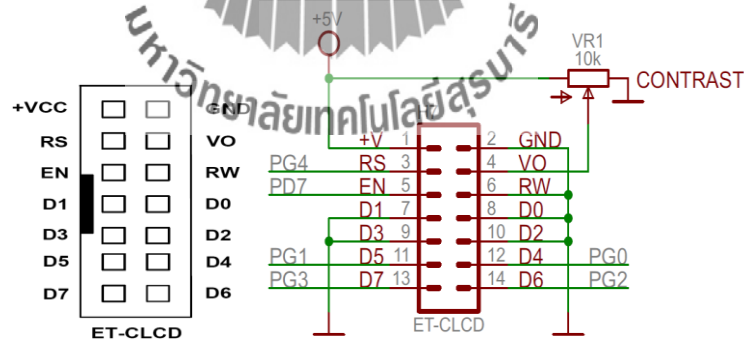 มหาวิทยาลัยเทคโนโลยีสุรนาร
+5V
VR1
10k
CONTRAST
+VCC
GND
RS
VO
EN
RW
D1
D0
D3
D2
D5
D4
D7
D6
ET-CLCD
+V 1 2 GND
PG4 RS 3 4 VO
PD7 EN 5 6 RW
D1 7 8 D0
D3 9 10 D2
PG1 D5 11 12 D4 PG0
PG3 D7 13 14 D6 PG2
ET-CLCD